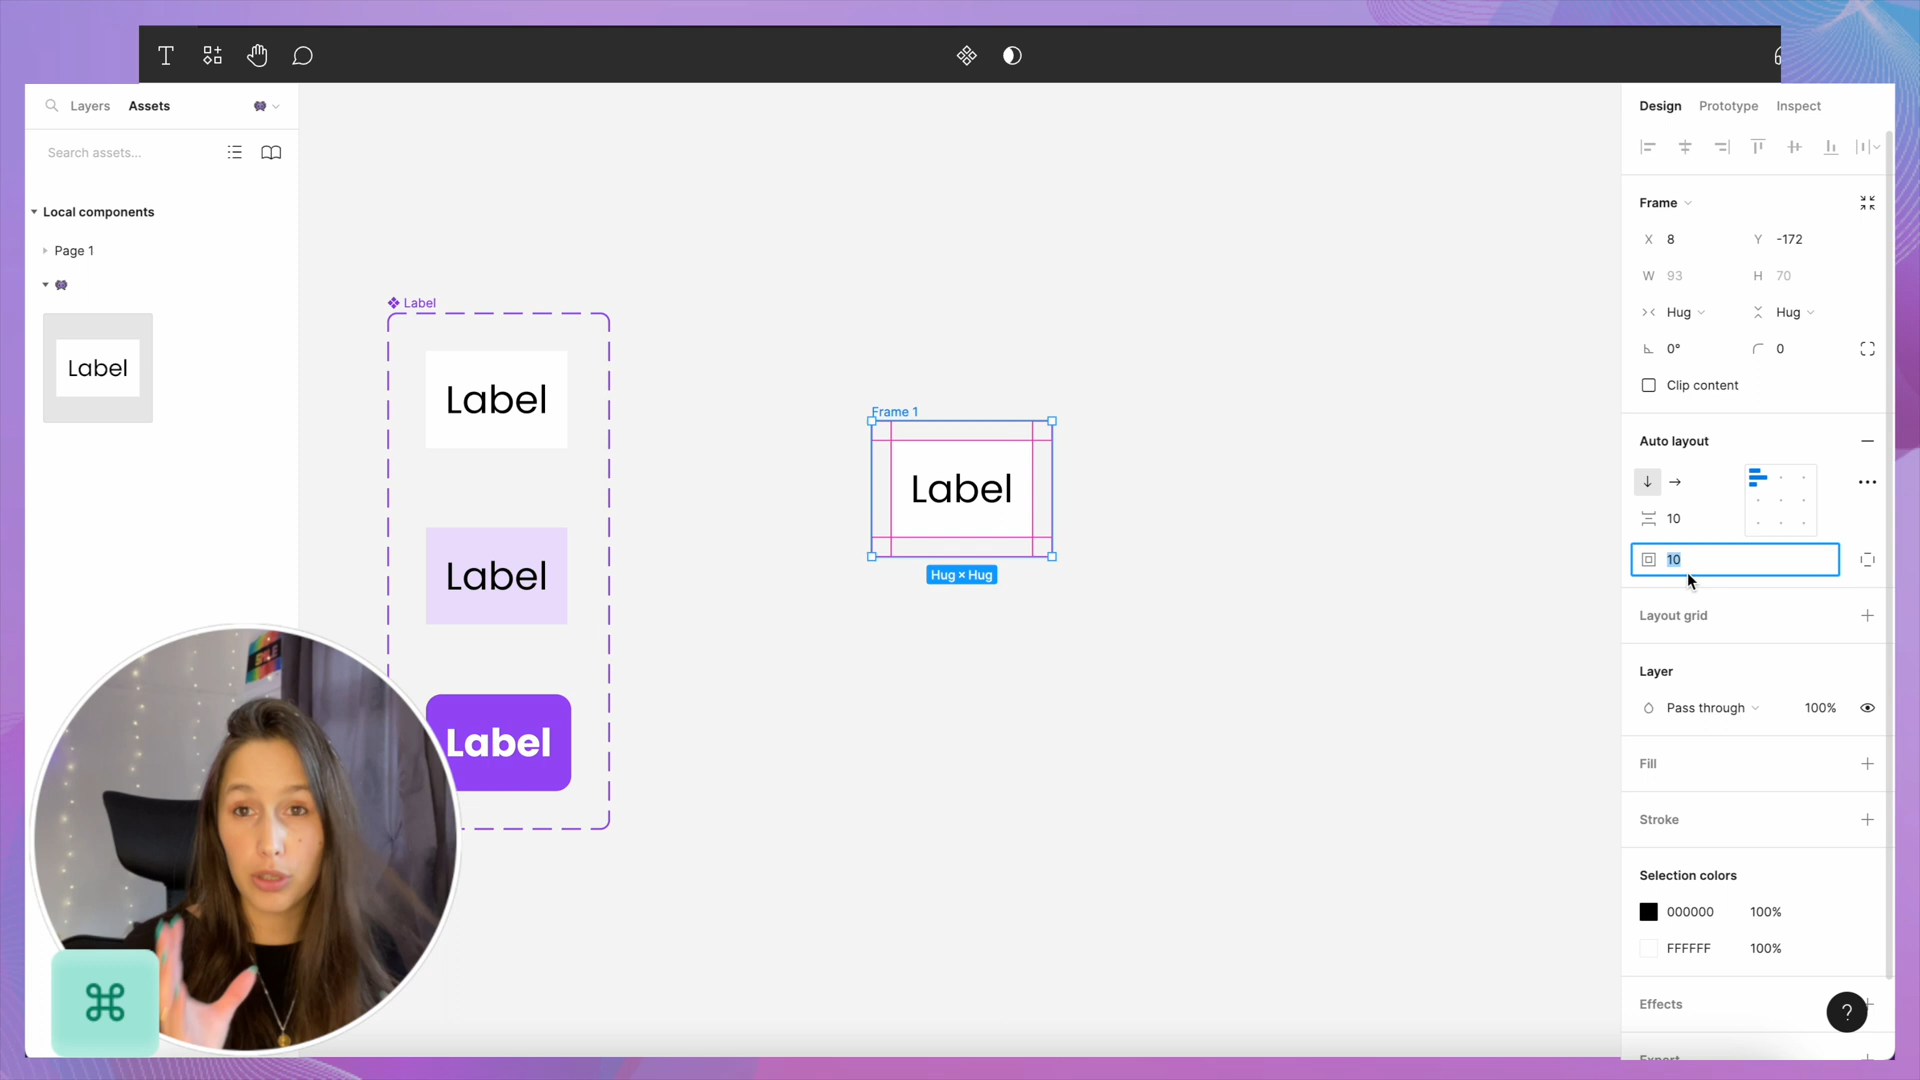 Layers Assets
Search assets...
Local components
Page 1
Label
Label
Label
Label
Label
Frame 1
Label
Hug × Hug
Design Prototype Inspect
Frame
X 8 Y -172
W 93 H 70
Hug Hug
0° 0
Clip content
Auto layout
10
10
Layout grid
Layer
Pass through 100%
Fill
Stroke
Selection colors
000000 100%
FFFFFF 100%
Effects
?
Export